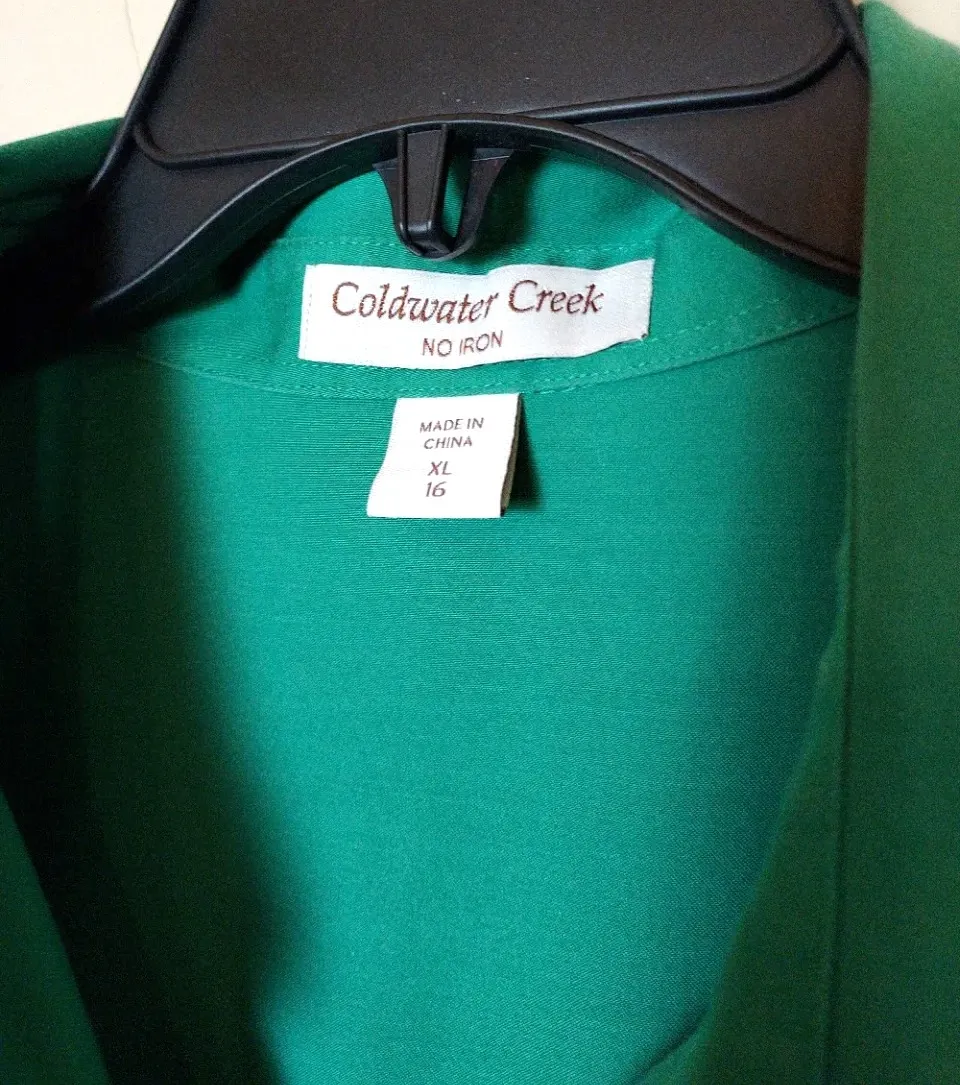 Coldwater Creek
NO IRON
MADE IN
CHINA
XL
16